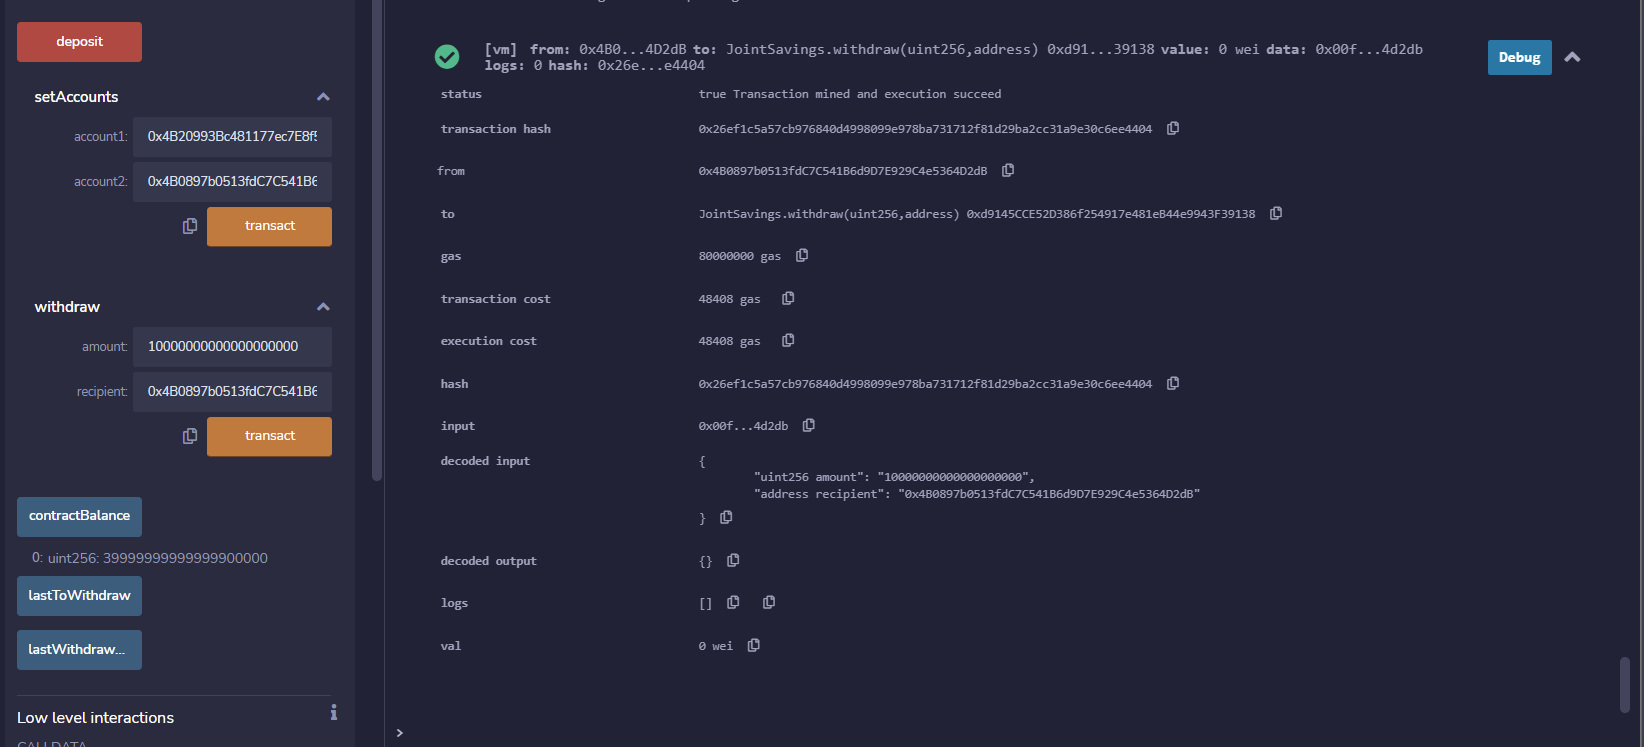 deposit
setAccounts
account1: 0x4B20993Bc481177ec7E8f5
account2: 0x4B0897b0513fdC7C541B6
transact
withdraw
amount: 10000000000000000000
recipient: 0x4B0897b0513fdC7C541B6
transact
contractBalance
0: uint256: 39999999999999900000
lastToWithdraw
lastWithdraw...
Low level interactions
CALLDATA
[vm] from: 0x4B0...4D2dB to: JointSavings.withdraw(uint256,address) 0xd91...39138 value: 0 wei data: 0x00f...4d2db
logs: 0 hash: 0x26e...e4404
Debug
status true Transaction mined and execution succeed
transaction hash 0x26ef1c5a57cb976840d4998099e978ba731712f81d29ba2cc31a9e30c6ee4404
from 0x4B0897b0513fdC7C541B6d9D7E929C4e5364D2dB
to JointSavings.withdraw(uint256,address) 0xd9145CCE52D386f254917e481eB44e9943F39138
gas 80000000 gas
transaction cost 48408 gas
execution cost 48408 gas
hash 0x26ef1c5a57cb976840d4998099e978ba731712f81d29ba2cc31a9e30c6ee4404
input 0x00f...4d2db
decoded input {
"uint256 amount": "10000000000000000000",
"address recipient": "0x4B0897b0513fdC7C541B6d9D7E929C4e5364D2dB"
}
decoded output {}
logs []
val 0 wei
>